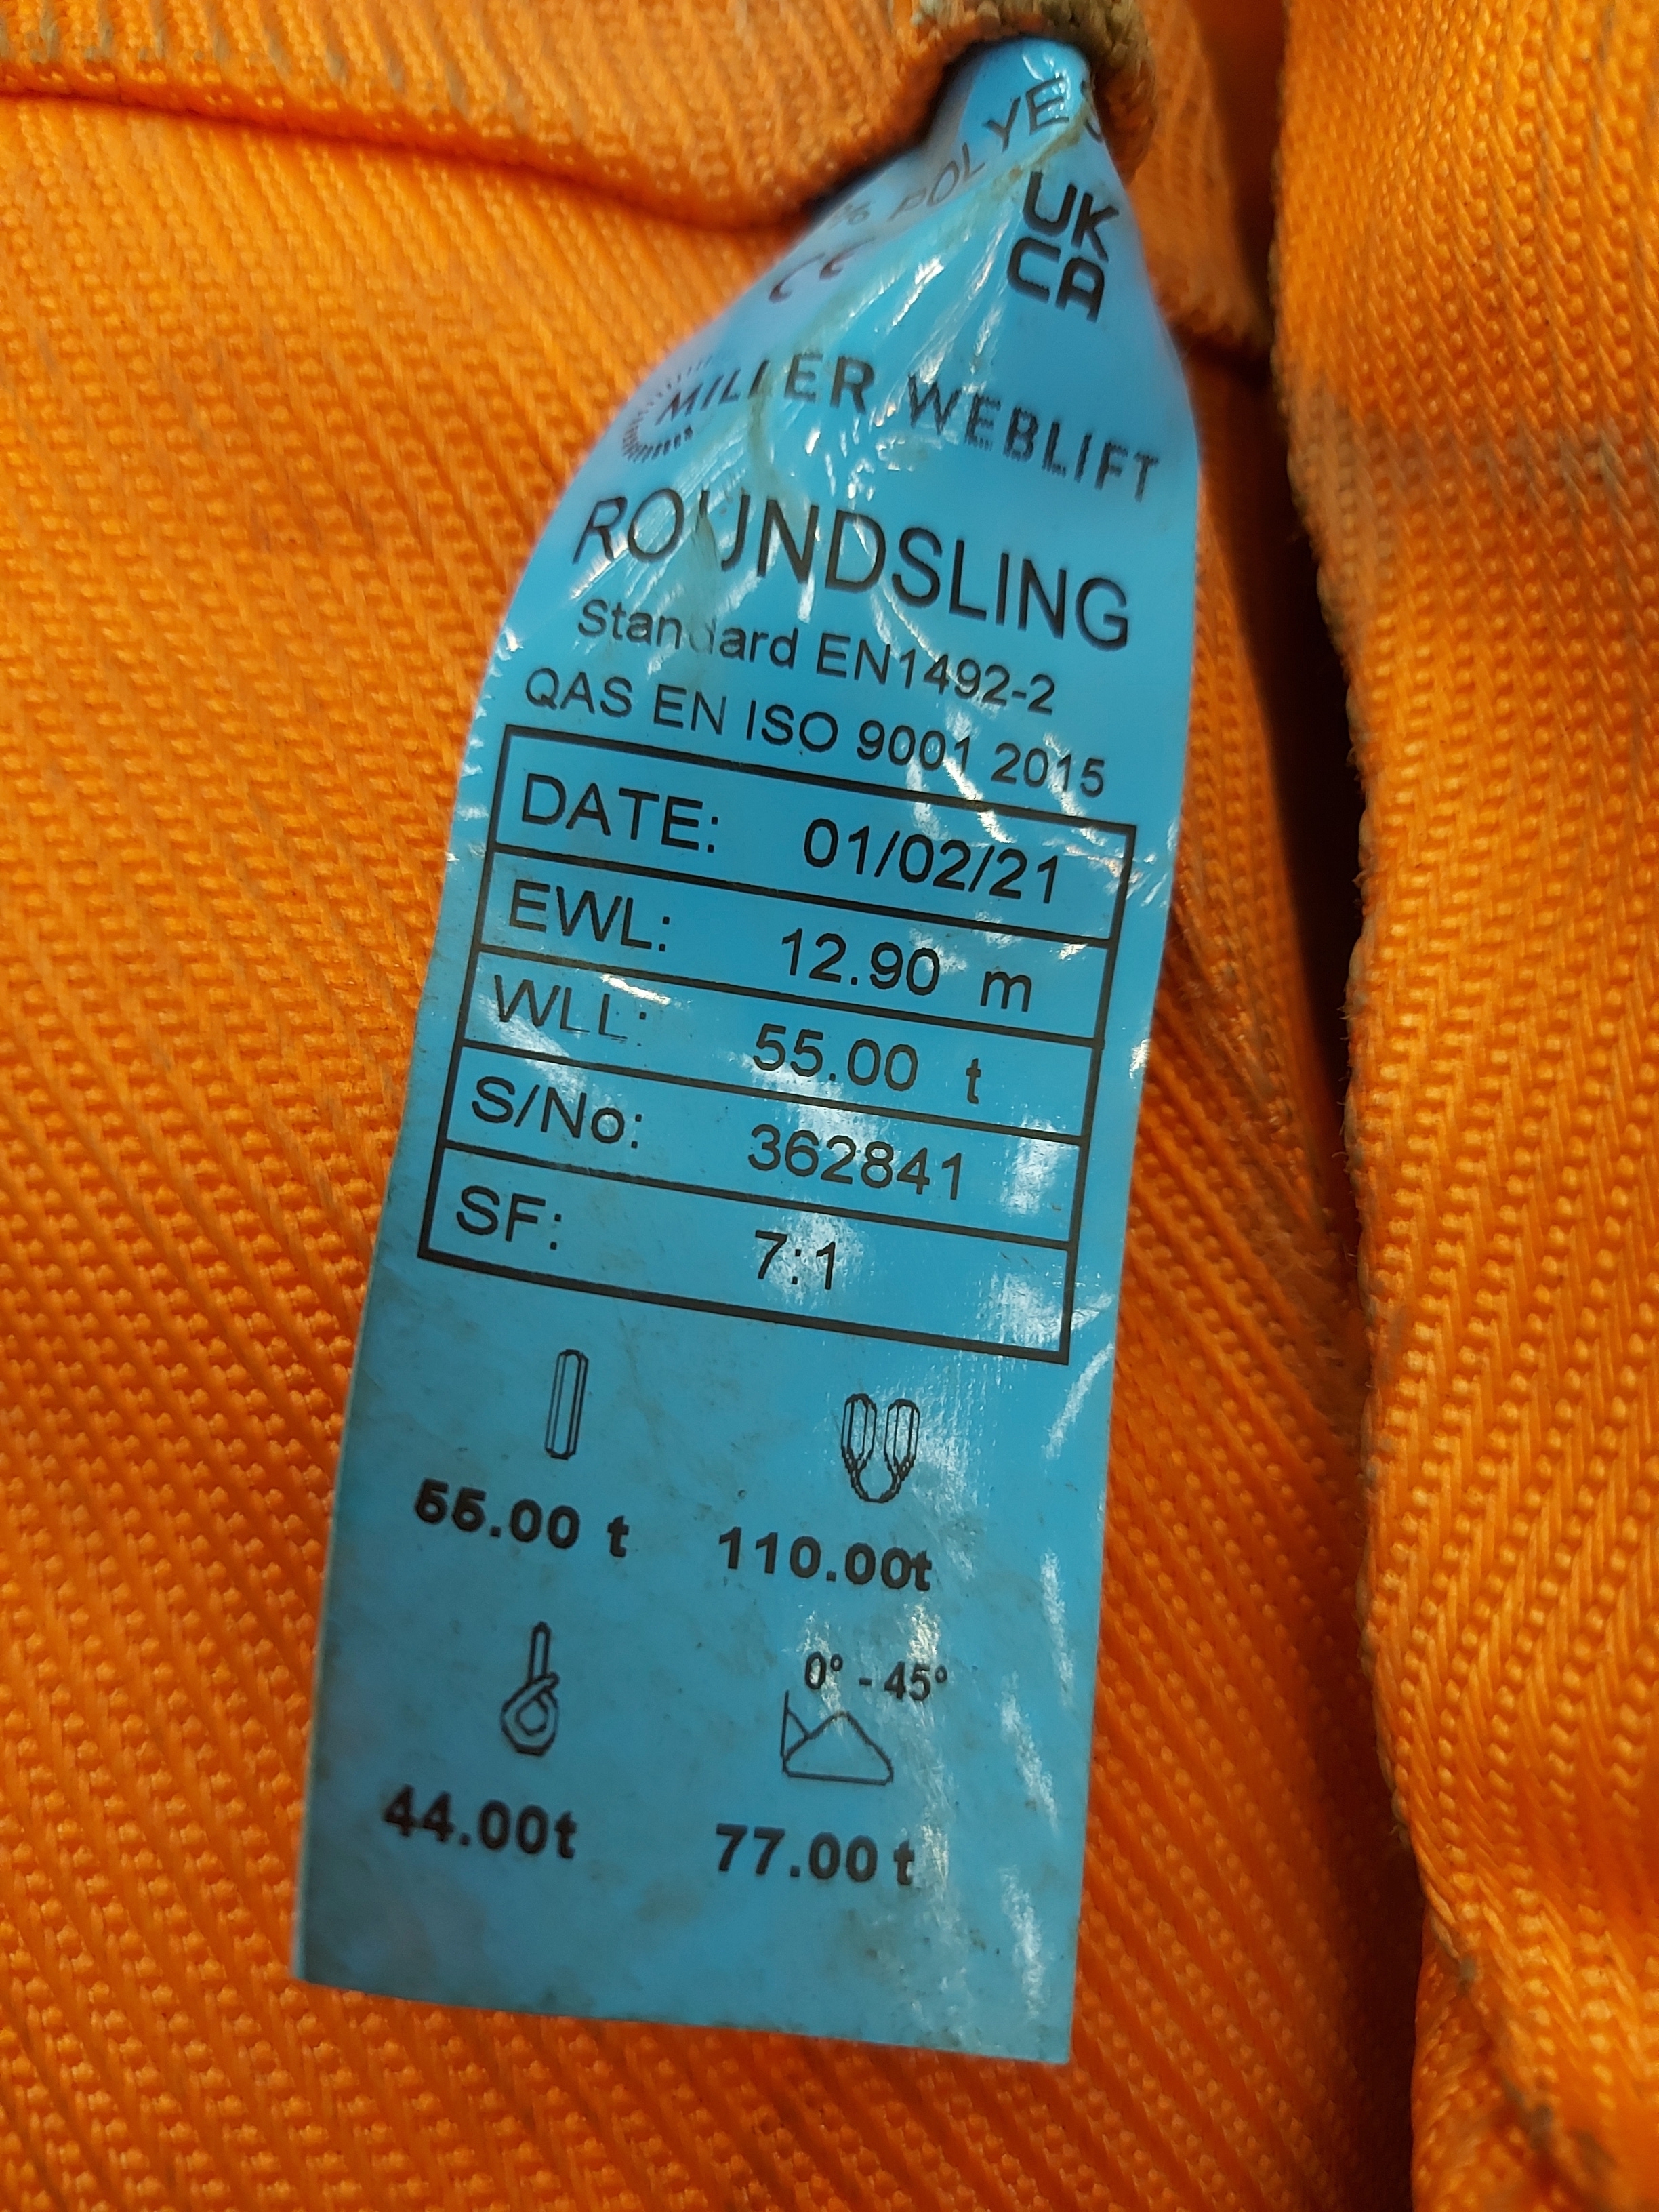 % POLYES
CE
UK
CA
MILLER WEBLIFT
ROUNDSLING
Standard EN1492-2
QAS EN ISO 9001 2015
DATE: 01/02/21
EWL: 12.90 m
WLL: 55.00 t
S/No: 362841
SF: 7:1
55.00 t 110.00t
0° - 45°
44.00t 77.00 t